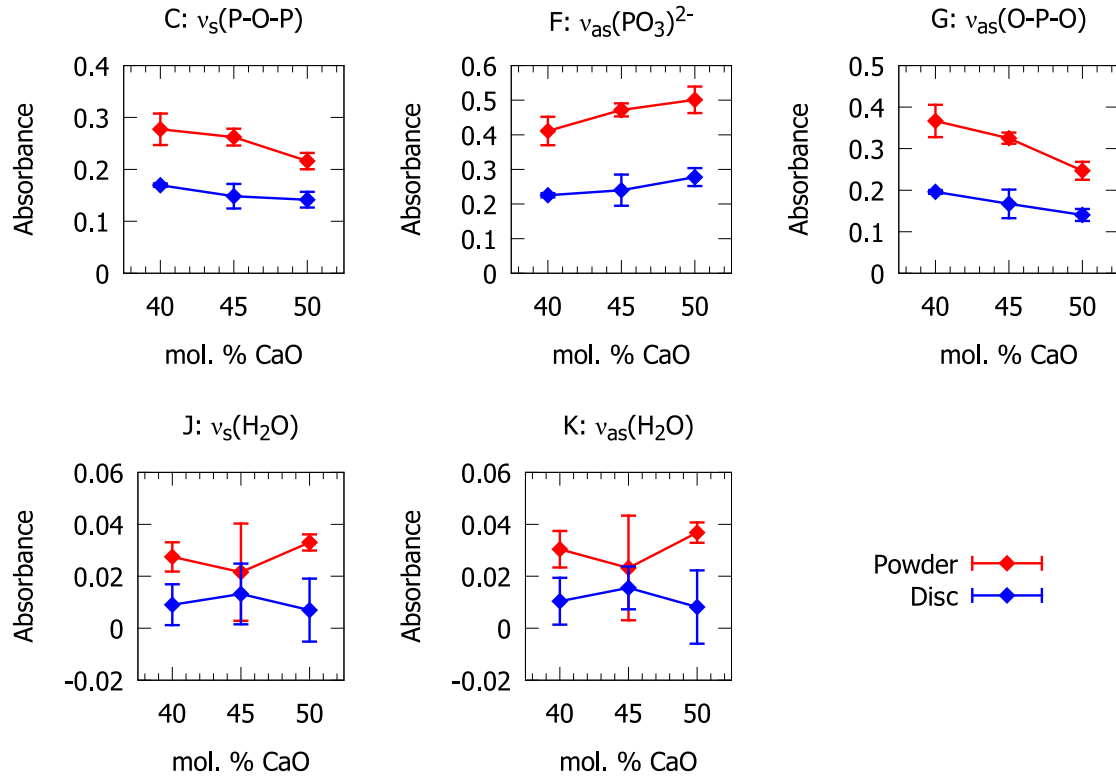 C: νs(P-O-P)
0.4
0.3
0.2
0.1
0
Absorbance
40 45 50
mol. % CaO
F: νas(PO3)2-
0.6
0.5
0.4
0.3
0.2
0.1
0
Absorbance
40 45 50
mol. % CaO
G: νas(O-P-O)
0.5
0.4
0.3
0.2
0.1
0
Absorbance
40 45 50
mol. % CaO
J: νs(H2O)
0.06
0.04
0.02
0
-0.02
Absorbance
40 45 50
mol. % CaO
K: νas(H2O)
0.06
0.04
0.02
0
-0.02
Absorbance
40 45 50
mol. % CaO
Powder
Disc